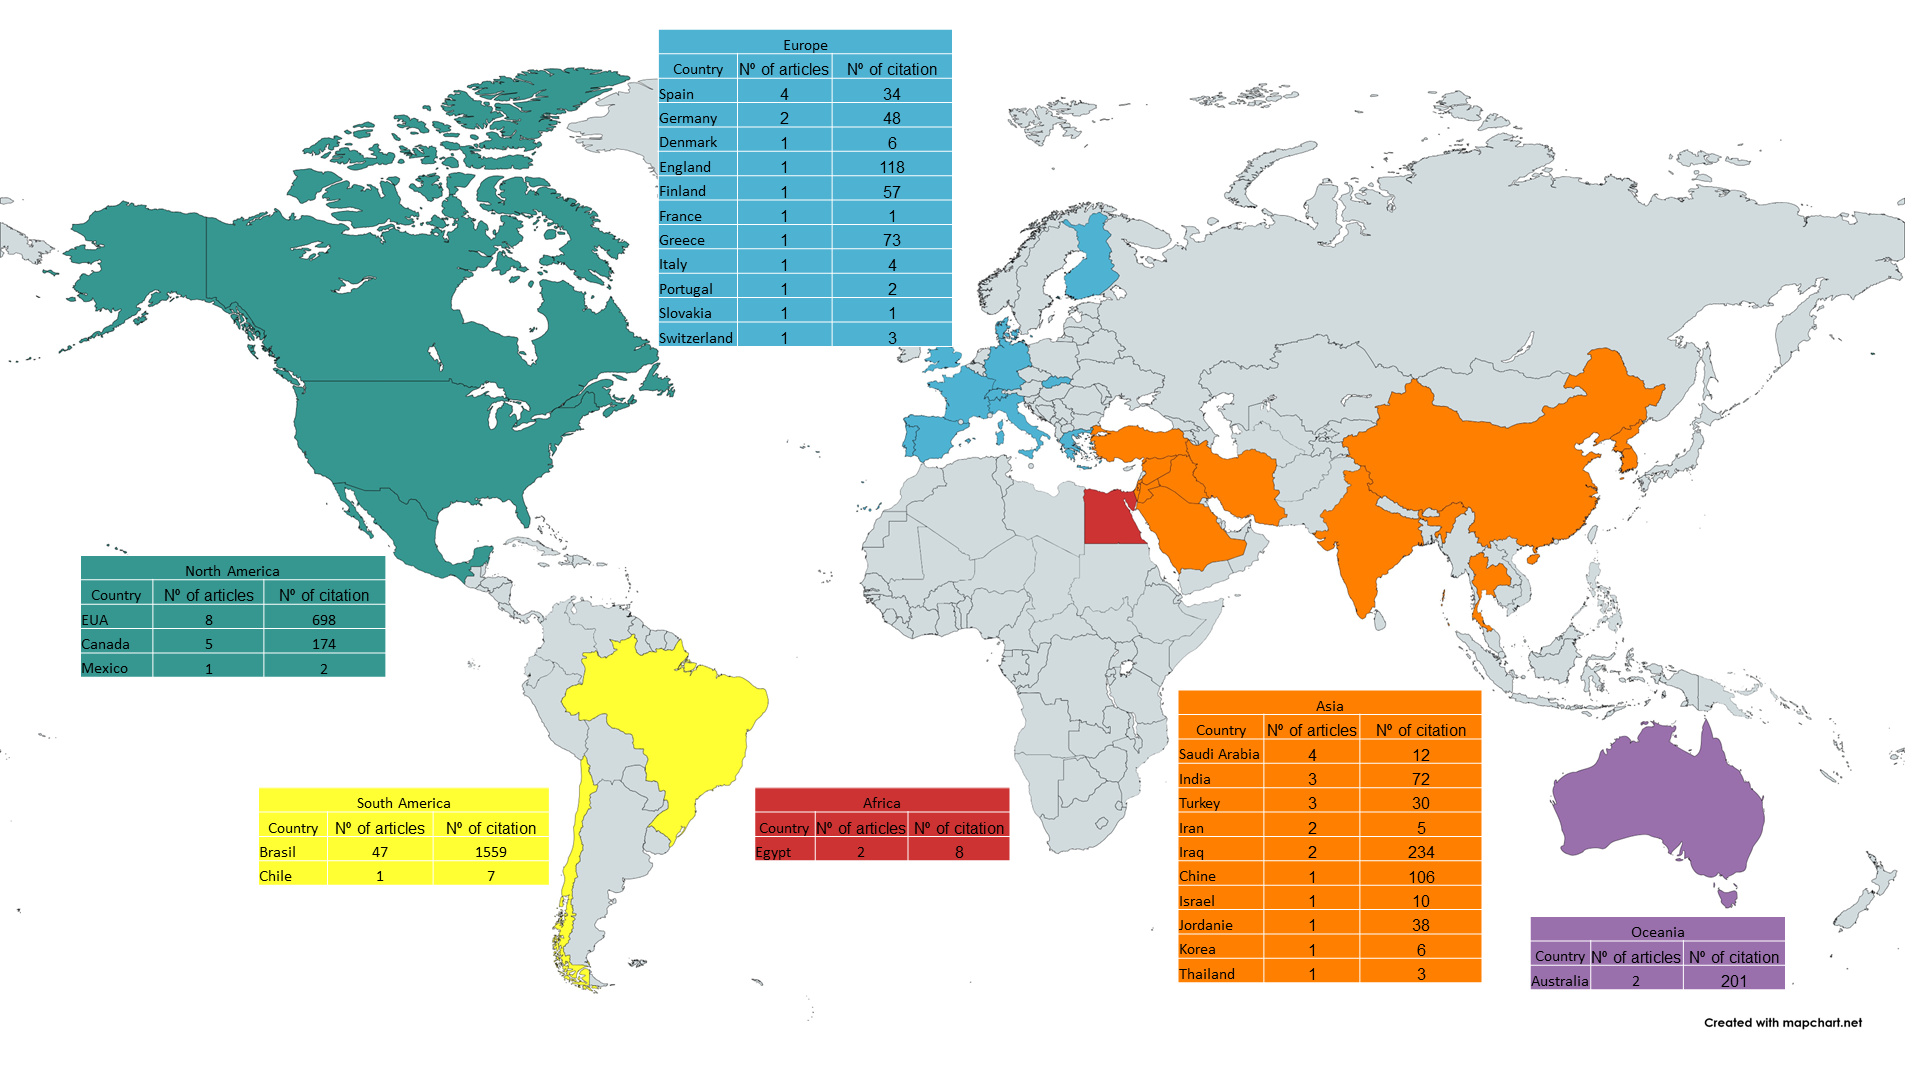 Europe
Country Nº of articles Nº of citation
Spain 4 34
Germany 2 48
Denmark 1 6
England 1 118
Finland 1 57
France 1 1
Greece 1 73
Italy 1 4
Portugal 1 2
Slovakia 1 1
Switzerland 1 3
North America
Country Nº of articles Nº of citation
EUA 8 698
Canada 5 174
Mexico 1 2
South America
Country Nº of articles Nº of citation
Brasil 47 1559
Chile 1 7
Africa
Country Nº of articles Nº of citation
Egypt 2 8
Asia
Country Nº of articles Nº of citation
Saudi Arabia 4 12
India 3 72
Turkey 3 30
Iran 2 5
Iraq 2 234
Chine 1 106
Israel 1 10
Jordanie 1 38
Korea 1 6
Thailand 1 3
Oceania
Country Nº of articles Nº of citation
Australia 2 201
Created with mapchart.net